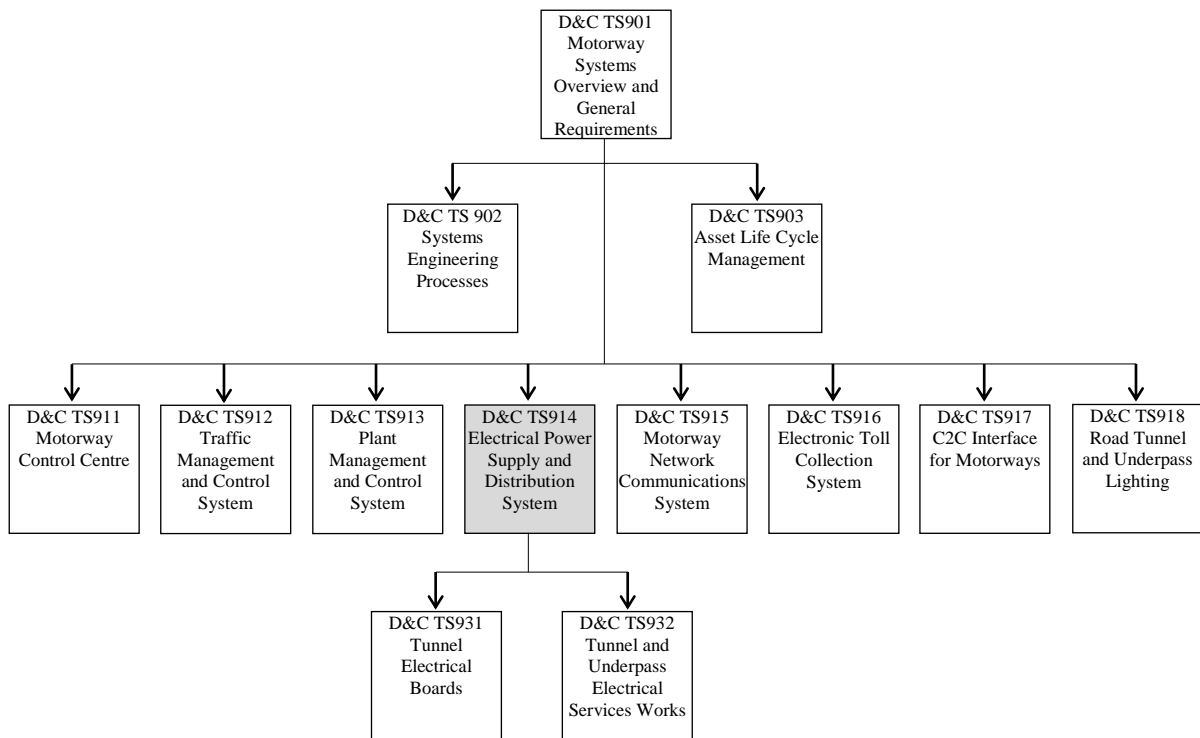 D&C TS901
Motorway
Systems
Overview and
General
Requirements
D&C TS 902
Systems
Engineering
Processes
D&C TS903
Asset Life Cycle
Management
D&C TS911
Motorway
Control Centre
D&C TS912
Traffic
Management
and Control
System
D&C TS913
Plant
Management
and Control
System
D&C TS914
Electrical Power
Supply and
Distribution
System
D&C TS915
Motorway
Network
Communications
System
D&C TS916
Electronic Toll
Collection
System
D&C TS917
C2C Interface
for Motorways
D&C TS918
Road Tunnel
and Underpass
Lighting
D&C TS931
Tunnel
Electrical
Boards
D&C TS932
Tunnel and
Underpass
Electrical
Services Works